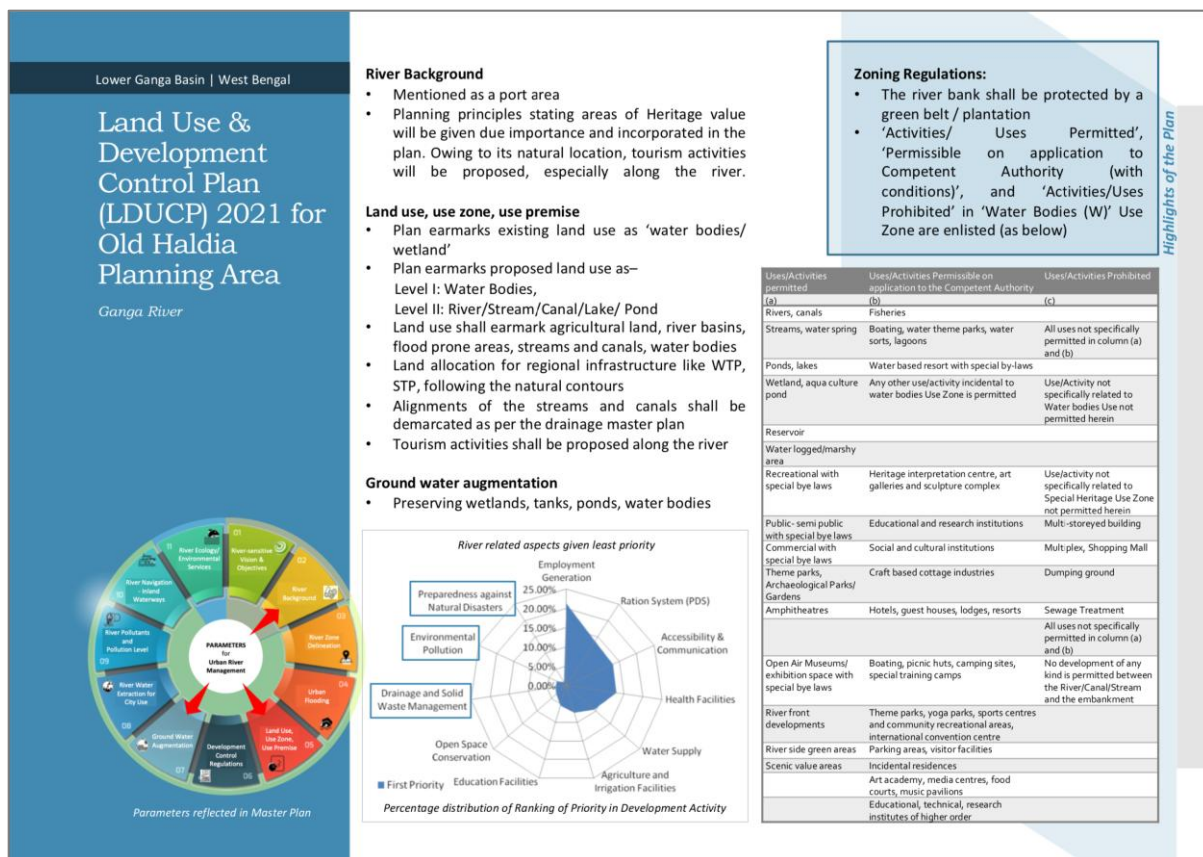 Lower Ganga Basin | West Bengal
Land Use &
Development
Control Plan
(LDUCP) 2021 for
Old Haldia
Planning Area
Ganga River
01
River-sensitive
Vision &
Objectives
02
River
Background
03
River Zone
Delineation
04
Urban
Flooding
05
Land Use,
Use Zone,
Use Premise
06
Development
Control
Regulations
07
Ground Water
Augmentation
08
River Water
Extraction for
City Use
09
River Pollutants
and
Pollution Level
10
River Navigation
- Inland
Waterways
11
River Ecology/
Environmental
Services
PARAMETERS
for
Urban River
Management
Parameters reflected in Master Plan
River Background
• Mentioned as a port area
• Planning principles stating areas of Heritage value
will be given due importance and incorporated in the
plan. Owing to its natural location, tourism activities
will be proposed, especially along the river.
Land use, use zone, use premise
• Plan earmarks existing land use as ‘water bodies/
wetland’
• Plan earmarks proposed land use as–
Level I: Water Bodies,
Level II: River/Stream/Canal/Lake/ Pond
• Land use shall earmark agricultural land, river basins,
flood prone areas, streams and canals, water bodies
• Land allocation for regional infrastructure like WTP,
STP, following the natural contours
• Alignments of the streams and canals shall be
demarcated as per the drainage master plan
• Tourism activities shall be proposed along the river
Ground water augmentation
• Preserving wetlands, tanks, ponds, water bodies
River related aspects given least priority
Employment
Generation
25.00%
20.00%
15.00%
10.00%
5.00%
0.00%
Ration System (PDS)
Accessibility &
Communication
Health Facilities
Water Supply
Agriculture and
Irrigation Facilities
Education Facilities
Open Space
Conservation
Drainage and Solid
Waste Management
Environmental
Pollution
Preparedness against
Natural Disasters
First Priority
Percentage distribution of Ranking of Priority in Development Activity
Zoning Regulations:
• The river bank shall be protected by a
green belt / plantation
• ‘Activities/ Uses Permitted’,
‘Permissible on application to
Competent Authority (with
conditions)’, and ‘Activities/Uses
Prohibited’ in ‘Water Bodies (W)’ Use
Zone are enlisted (as below)
Highlights of the Plan
Uses/Activities permitted Uses/Activities Permissible on application to the Competent Authority Uses/Activities Prohibited
(a) (b) (c)
Rivers, canals Fisheries
Streams, water spring Boating, water theme parks, water sorts, lagoons All uses not specifically permitted in column (a) and (b)
Ponds, lakes Water based resort with special by-laws
Wetland, aqua culture pond Any other use/activity incidental to water bodies Use Zone is permitted Use/Activity not specifically related to Water bodies Use not permitted herein
Reservoir
Water logged/marshy area
Recreational with special bye laws Heritage interpretation centre, art galleries and sculpture complex Use/activity not specifically related to Special Heritage Use Zone not permitted herein
Public- semi public with special bye laws Educational and research institutions Multi-storeyed building
Commercial with special bye laws Social and cultural institutions Multiplex, Shopping Mall
Theme parks, Archaeological Parks/ Gardens Craft based cottage industries Dumping ground
Amphitheatres Hotels, guest houses, lodges, resorts Sewage Treatment
All uses not specifically permitted in column (a) and (b)
Open Air Museums/ exhibition space with special bye laws Boating, picnic huts, camping sites, special training camps No development of any kind is permitted between the River/Canal/Stream and the embankment
River front developments Theme parks, yoga parks, sports centres and community recreational areas, international convention centre
River side green areas Parking areas, visitor facilities
Scenic value areas Incidental residences
Art academy, media centres, food courts, music pavilions
Educational, technical, research institutes of higher order